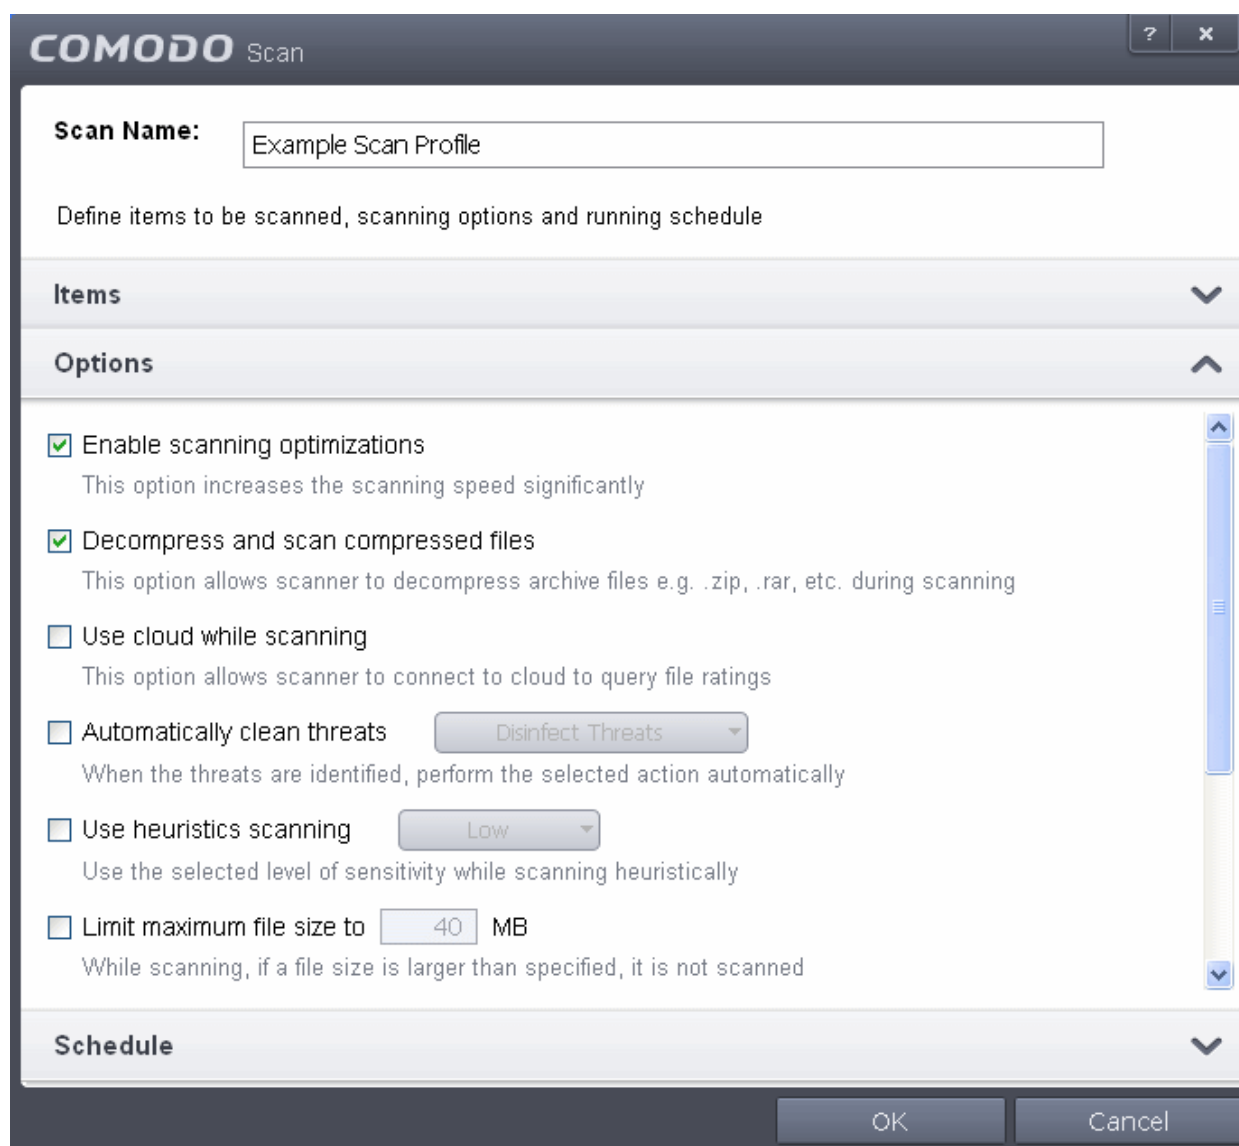 COMODO Scan
?
x
Scan Name:
Example Scan Profile
Define items to be scanned, scanning options and running schedule
Items
Options
Enable scanning optimizations
This option increases the scanning speed significantly
Decompress and scan compressed files
This option allows scanner to decompress archive files e.g. .zip, .rar, etc. during scanning
Use cloud while scanning
This option allows scanner to connect to cloud to query file ratings
Automatically clean threats Disinfect Threats
When the threats are identified, perform the selected action automatically
Use heuristics scanning Low
Use the selected level of sensitivity while scanning heuristically
Limit maximum file size to 40 MB
While scanning, if a file size is larger than specified, it is not scanned
Schedule
OK Cancel